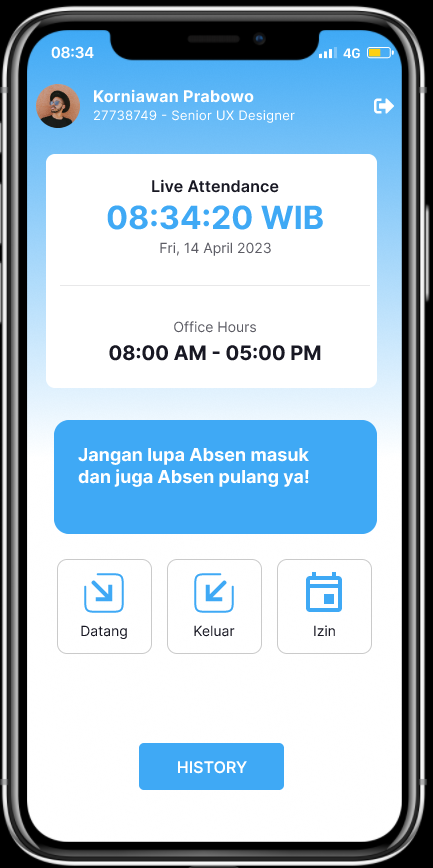 08:34
4G
Korniawan Prabowo
27738749 - Senior UX Designer
Live Attendance
08:34:20 WIB
Fri, 14 April 2023
Office Hours
08:00 AM - 05:00 PM
Jangan lupa Absen masuk
dan juga Absen pulang ya!
Datang
Keluar
Izin
HISTORY